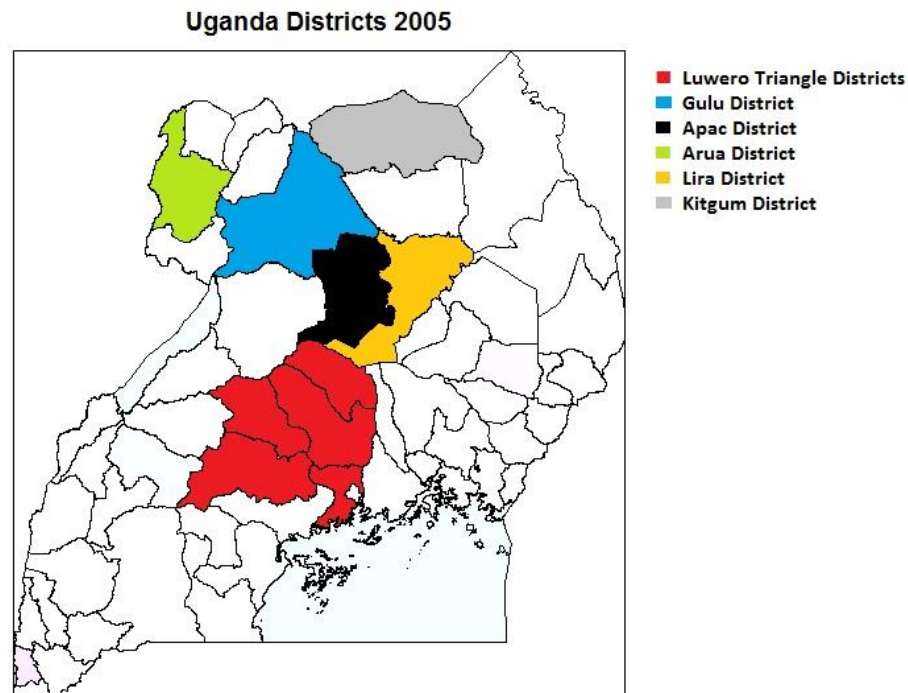 Uganda Districts 2005
Luwero Triangle Districts
Gulu District
Apac District
Arua District
Lira District
Kitgum District